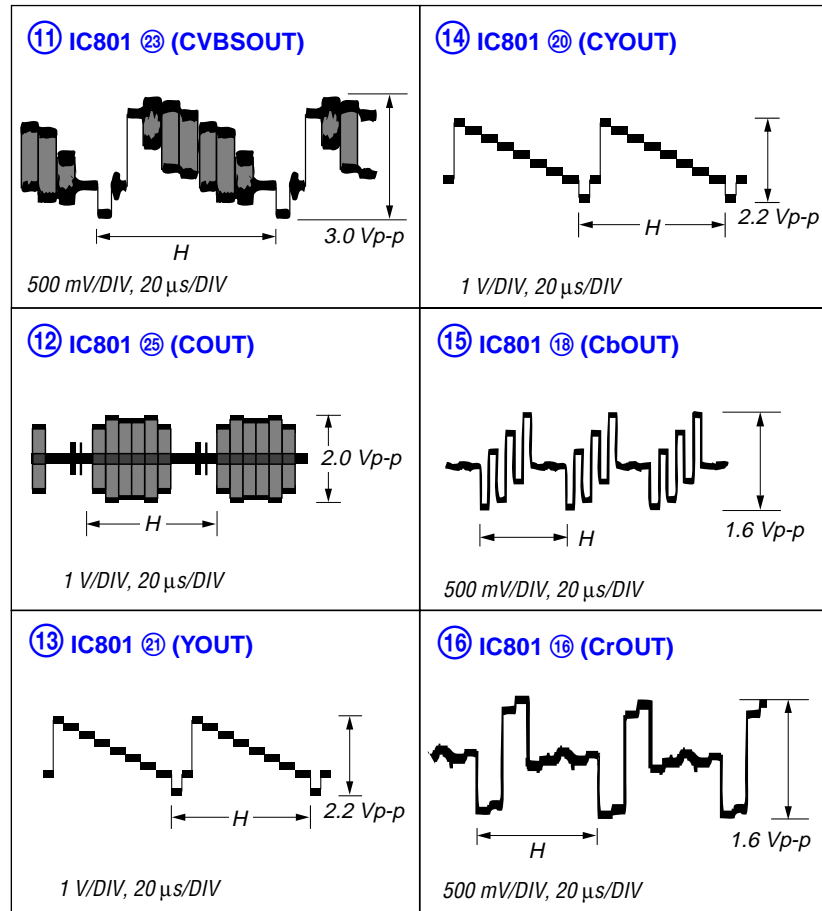 ⑪ IC801 ㉓ (CVBSOUT)
3.0 Vp-p
H
500 mV/DIV, 20 μs/DIV
⑭ IC801 ⑳ (CYOUT)
2.2 Vp-p
H
1 V/DIV, 20 μs/DIV
⑫ IC801 ㉕ (COUT)
2.0 Vp-p
H
1 V/DIV, 20 μs/DIV
⑮ IC801 ⑱ (CbOUT)
1.6 Vp-p
H
500 mV/DIV, 20 μs/DIV
⑬ IC801 ㉑ (YOUT)
2.2 Vp-p
H
1 V/DIV, 20 μs/DIV
⑯ IC801 ⑯ (CrOUT)
1.6 Vp-p
H
500 mV/DIV, 20 μs/DIV